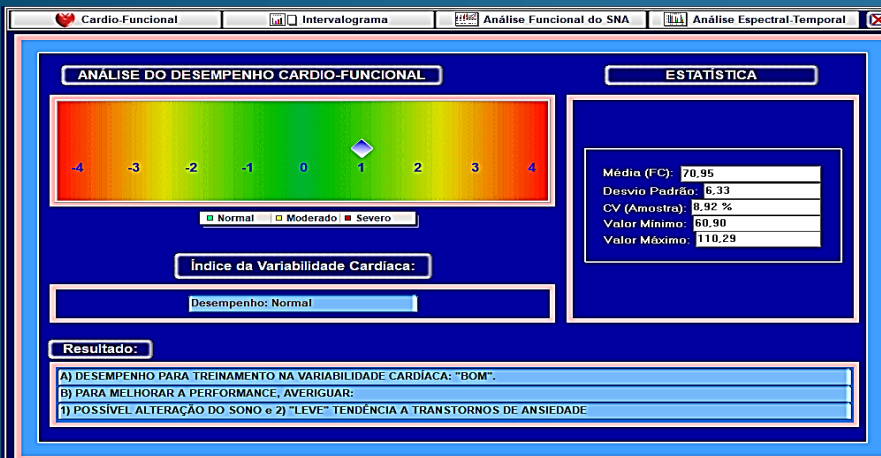 Cardio-Funcional
Intervalograma
Análise Funcional do SNA
Análise Espectral-Temporal
ANÁLISE DO DESEMPENHO CARDIO-FUNCIONAL
ESTATÍSTICA
-4 -3 -2 -1 0 1 2 3 4
Normal Moderado Severo
Média (FC): 70,95
Desvio Padrão: 6,33
CV (Amostra): 8,92 %
Valor Mínimo: 60,90
Valor Máximo: 110,29
Índice da Variabilidade Cardíaca:
Desempenho: Normal
Resultado:
A) DESEMPENHO PARA TREINAMENTO NA VARIABILIDADE CARDÍACA: "BOM".
B) PARA MELHORAR A PERFORMANCE, AVERIGUAR:
1) POSSÍVEL ALTERAÇÃO DO SONO e 2) "LEVE" TENDÊNCIA A TRANSTORNOS DE ANSIEDADE